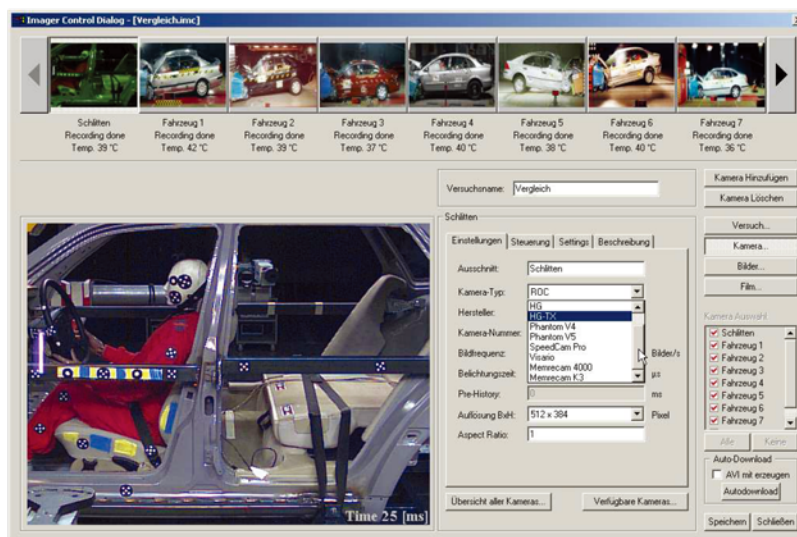 Imager Control Dialog - [Vergleich.imc]
Schlitten
Recording done
Temp. 39 °C
Fahrzeug 1
Recording done
Temp. 42 °C
Fahrzeug 2
Recording done
Temp. 39 °C
Fahrzeug 3
Recording done
Temp. 37 °C
Fahrzeug 4
Recording done
Temp. 40 °C
Fahrzeug 5
Recording done
Temp. 38 °C
Fahrzeug 6
Recording done
Temp. 40 °C
Fahrzeug 7
Recording done
Temp. 36 °C
Versuchsname: Vergleich
Schlitten
Einstellungen Steuerung Settings Beschreibung
Ausschnitt: Schlitten
Kamera-Typ: ROC
Hersteller:
Kamera-Nummer:
Bildfrequenz: Bilder/s
Belichtungszeit: µs
HG
HG-TX
Phantom V4
Phantom V5
SpeedCam Pro
Visario
Memrecam 4000
Memrecam K3
Pre-History: 0 ms
Auflösung BxH: 512 x 384 Pixel
Aspect Ratio: 1
Übersicht aller Kameras... Verfügbare Kameras...
Time 25 [ms]
Kamera Hinzufügen
Kamera Löschen
Versuch...
Kamera...
Bilder...
Film...
Kamera Auswahl
Schlitten
Fahrzeug 1
Fahrzeug 2
Fahrzeug 3
Fahrzeug 4
Fahrzeug 5
Fahrzeug 6
Fahrzeug 7
Alle Keine
Auto-Download
AVI mit erzeugen
Autodownload
Speichern Schließen